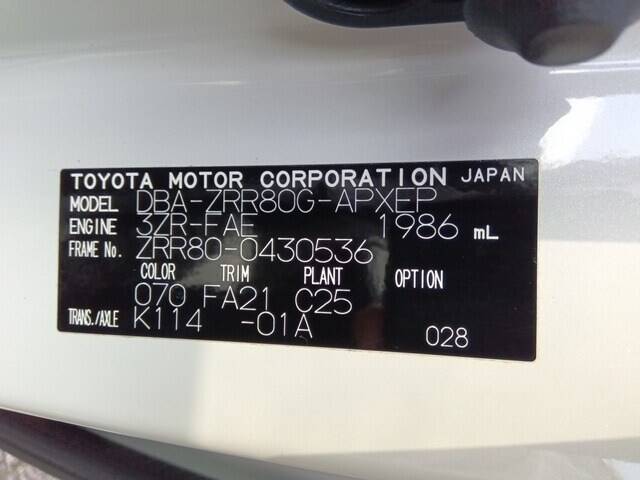 TOYOTA MOTOR CORPORATION JAPAN
MODEL DBA-ZRR80G-APXEP
ENGINE 3ZR-FAE 1986 mL
FRAME No. ZRR80-0430536
COLOR TRIM PLANT OPTION
070 FA21 C25
TRANS./AXLE K114 -01A
028